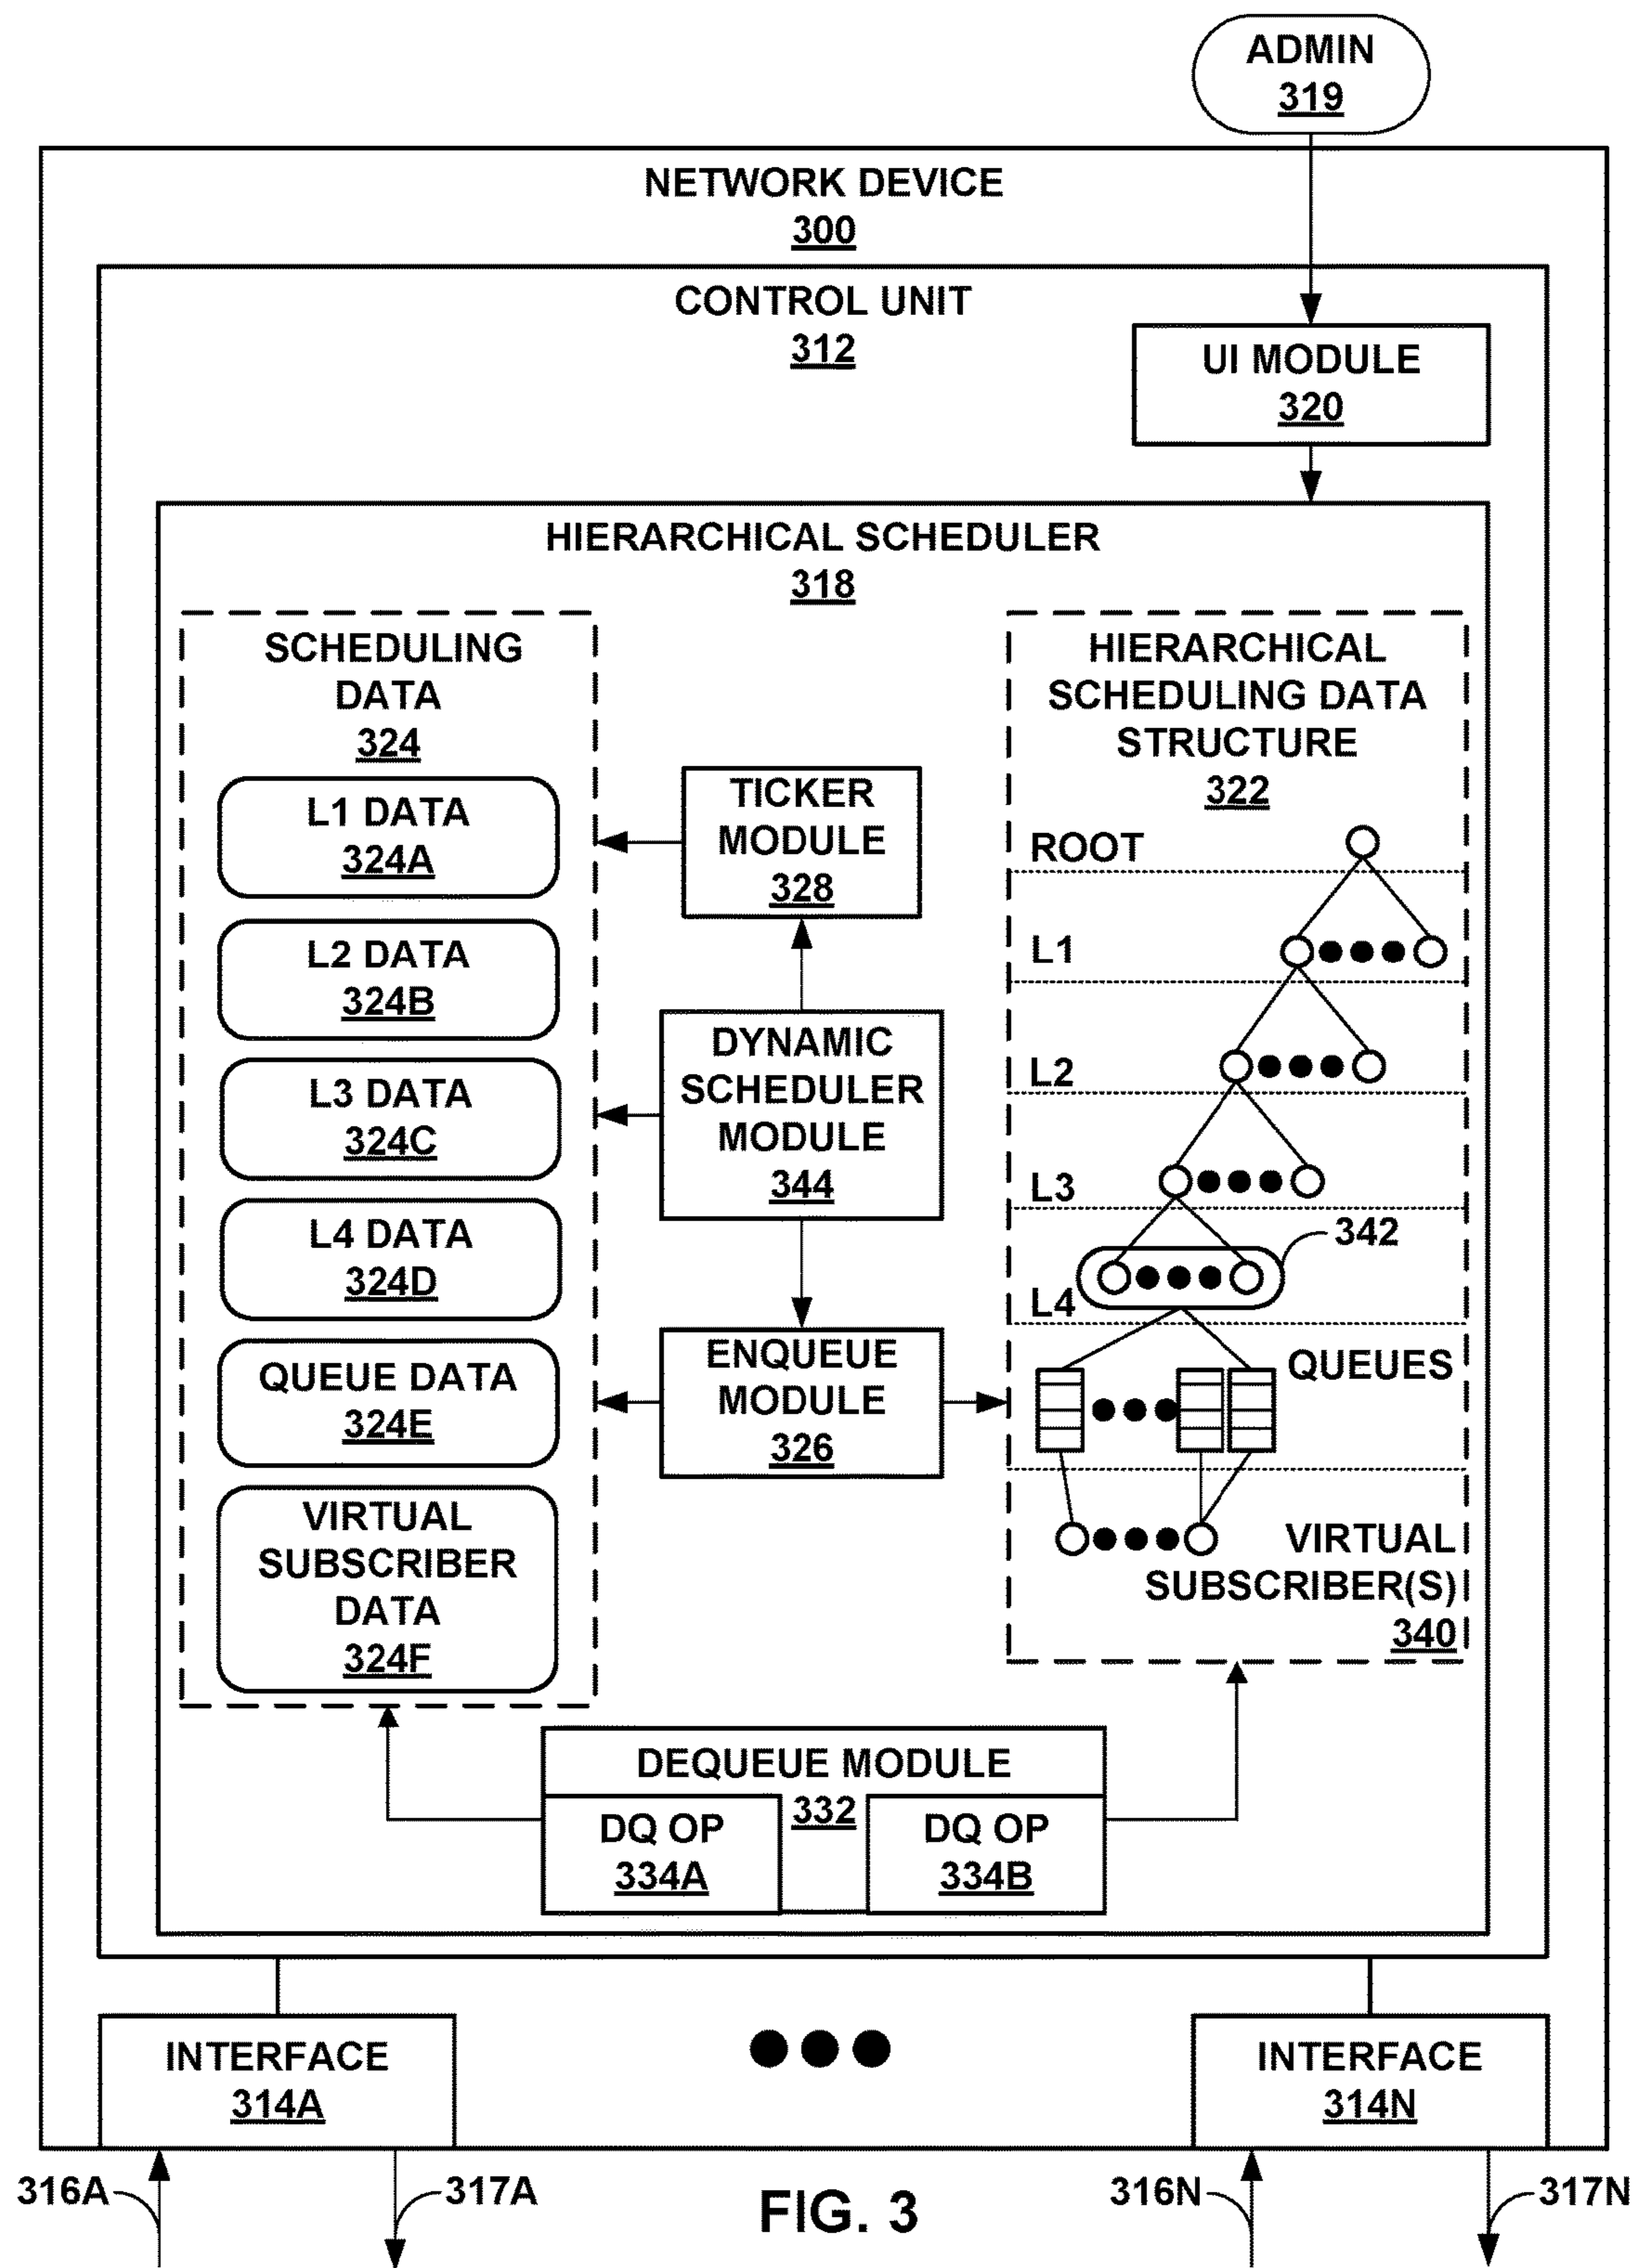 ADMIN
319
NETWORK DEVICE
300
CONTROL UNIT
312
UI MODULE
320
HIERARCHICAL SCHEDULER
318
SCHEDULING
DATA
324
L1 DATA
324A
L2 DATA
324B
L3 DATA
324C
L4 DATA
324D
QUEUE DATA
324E
VIRTUAL
SUBSCRIBER
DATA
324F
TICKER
MODULE
328
DYNAMIC
SCHEDULER
MODULE
344
ENQUEUE
MODULE
326
HIERARCHICAL
SCHEDULING DATA
STRUCTURE
322
ROOT
L1
L2
L3
342
L4
QUEUES
VIRTUAL
SUBSCRIBER(S)
340
DEQUEUE MODULE
332
DQ OP
334A
DQ OP
334B
INTERFACE
314A
INTERFACE
314N
316A
317A
316N
317N
FIG. 3